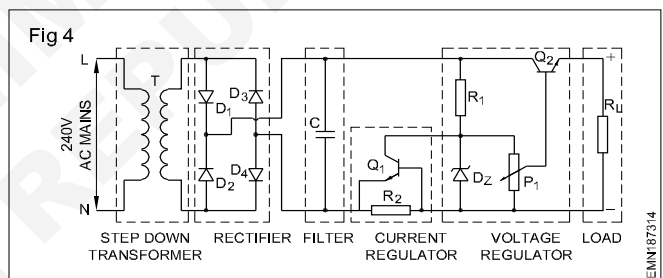 Fig 4
L
240V
AC MAINS
N
T
D1
D2
D3
D4
C
Q1
R2
R1
DZ
P1
Q2
RL
+
–
STEP DOWN
TRANSFORMER
RECTIFIER
FILTER
CURRENT
REGULATOR
VOLTAGE
REGULATOR
LOAD
EMN187314